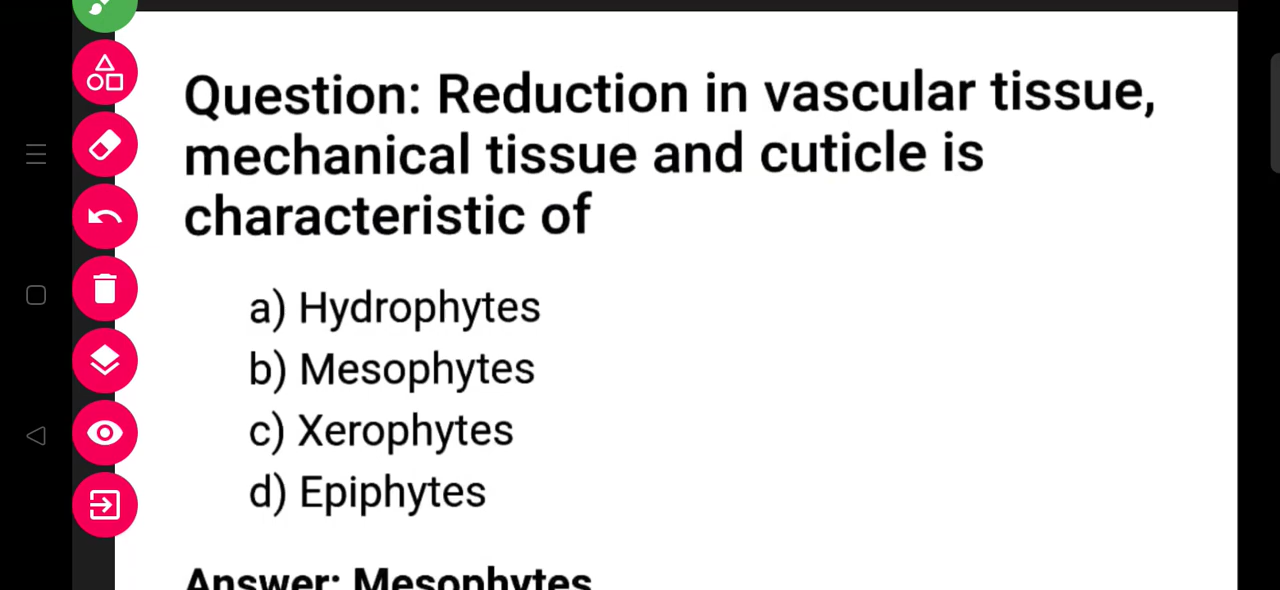 Question: Reduction in vascular tissue,
mechanical tissue and cuticle is
characteristic of
a) Hydrophytes
b) Mesophytes
c) Xerophytes
d) Epiphytes
Answer: Mesophytes